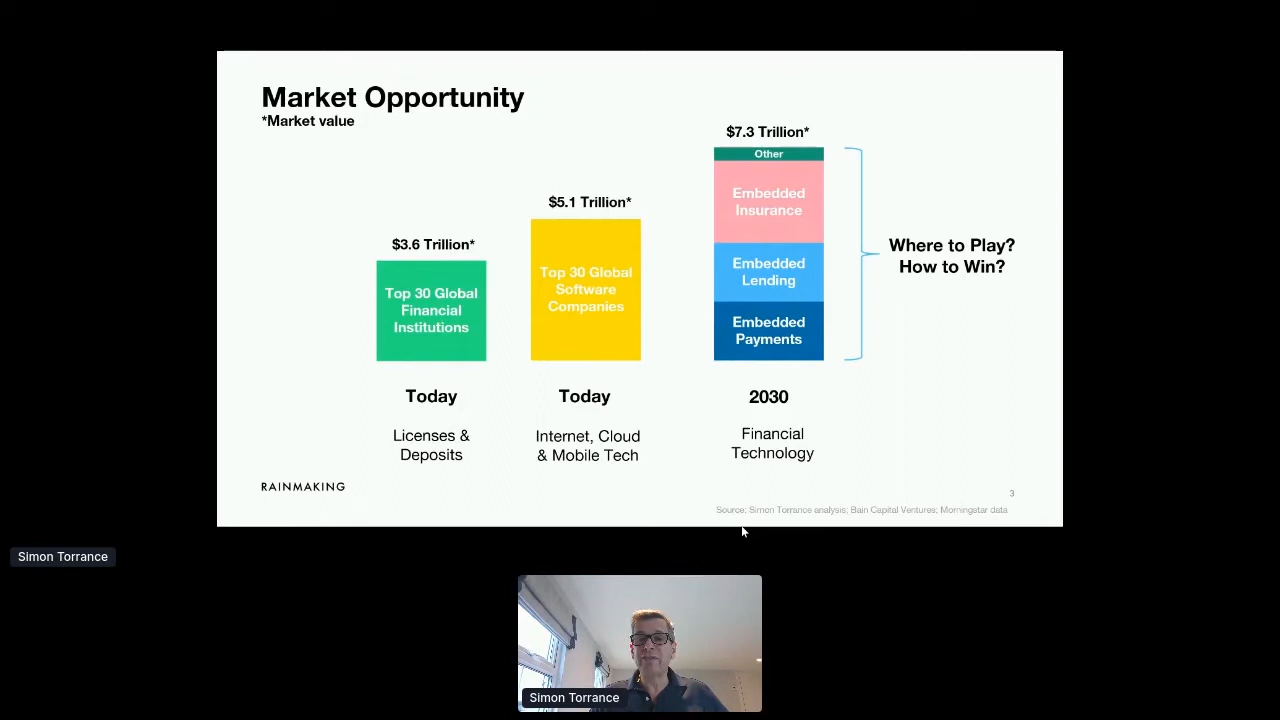 Market Opportunity
*Market value
$3.6 Trillion*
Top 30 Global
Financial
Institutions
Today
Licenses &
Deposits
$5.1 Trillion*
Top 30 Global
Software
Companies
Today
Internet, Cloud
& Mobile Tech
$7.3 Trillion*
Other
Embedded
Insurance
Embedded
Lending
Embedded
Payments
2030
Financial
Technology
Where to Play?
How to Win?
RAINMAKING
3
Source: Simon Torrance analysis; Bain Capital Ventures; Morningstar data
Simon Torrance
Simon Torrance